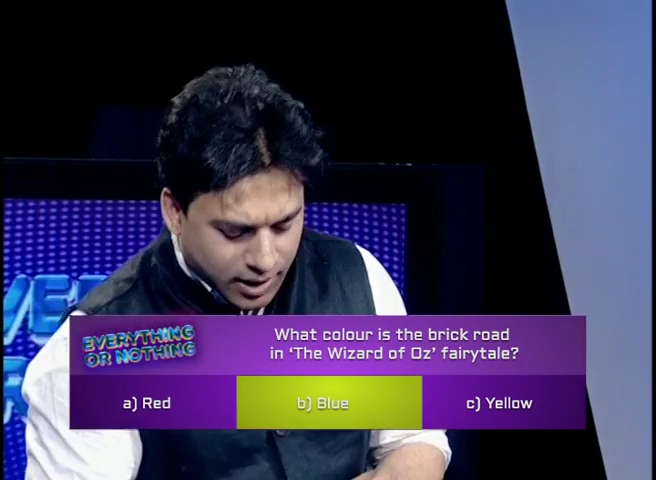 EVERYTHING
OR NOTHING
What colour is the brick road
in ‘The Wizard of Oz’ fairytale?
a) Red
b) Blue
c) Yellow